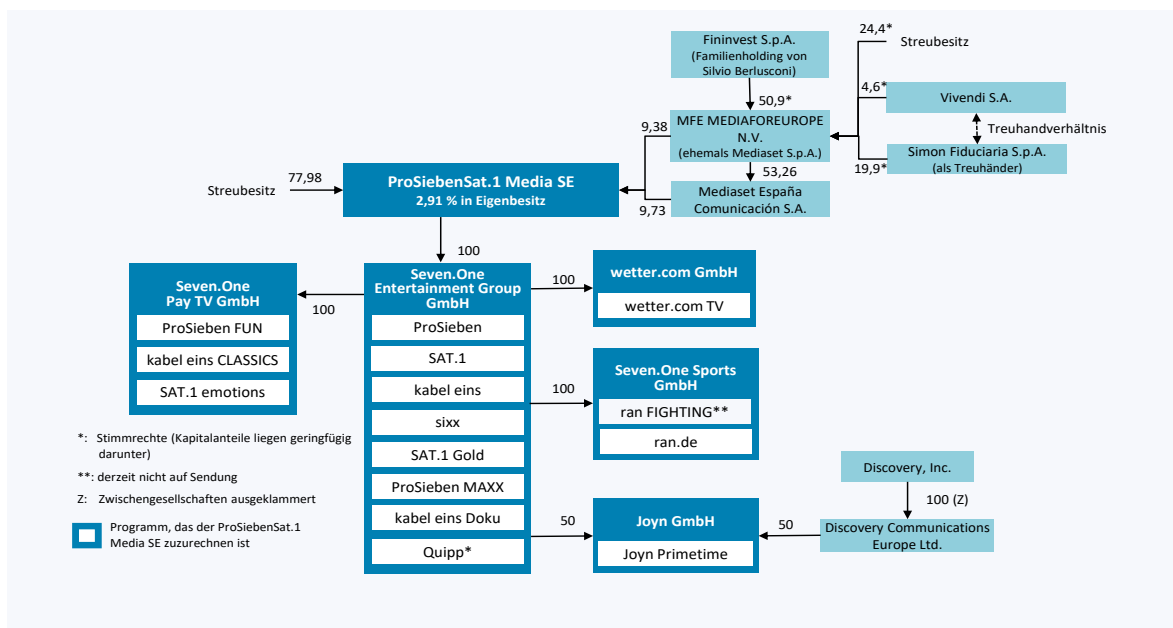 Fininvest S.p.A.
(Familienholding von
Silvio Berlusconi)
24,4*
Streubesitz
50,9*
4,6*
Vivendi S.A.
MFE MEDIAFOREUROPE
N.V.
(ehemals Mediaset S.p.A.)
9,38
Treuhandverhältnis
Simon Fiduciaria S.p.A.
(als Treuhänder)
19,9*
53,26
Mediaset España
Comunicación S.A.
9,73
Streubesitz
77,98
ProSiebenSat.1 Media SE
2,91 % in Eigenbesitz
100
Seven.One
Pay TV GmbH
ProSieben FUN
kabel eins CLASSICS
SAT.1 emotions
100
Seven.One
Entertainment Group
GmbH
ProSieben
SAT.1
kabel eins
sixx
SAT.1 Gold
ProSieben MAXX
kabel eins Doku
Quipp*
100
wetter.com GmbH
wetter.com TV
100
Seven.One Sports
GmbH
ran FIGHTING**
ran.de
50
Joyn GmbH
Joyn Primetime
50
Discovery, Inc.
100 (Z)
Discovery Communications
Europe Ltd.
*: Stimmrechte (Kapitalanteile liegen geringfügig
darunter)
**: derzeit nicht auf Sendung
Z: Zwischengesellschaften ausgeklammert
Programm, das der ProSiebenSat.1
Media SE zuzurechnen ist